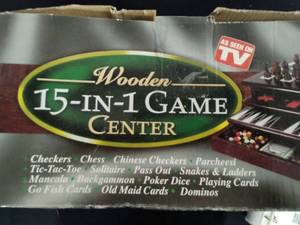 AS SEEN ON
TV
Wooden
15-IN-1 GAME
CENTER
• Checkers • Chess • Chinese Checkers • Parcheesi
• Tic-Tac-Toe • Solitaire • Pass Out • Snakes & Ladders
• Mancala • Backgammon • Poker Dice • Playing Cards
Go Fish Cards • Old Maid Cards • Dominos